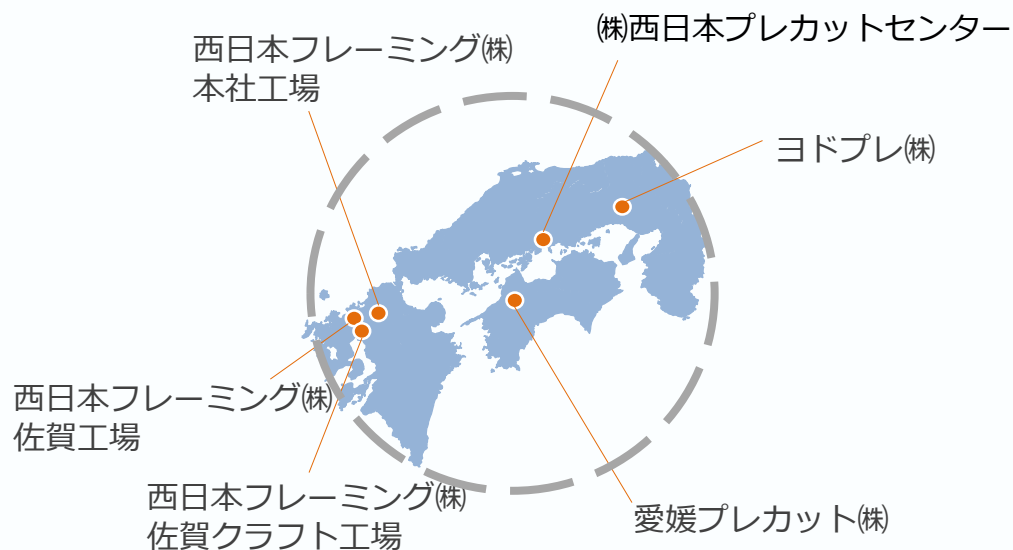 ㈱西日本プレカットセンター
西日本フレーミング㈱
本社工場
ヨドプレ㈱
西日本フレーミング㈱
佐賀工場
西日本フレーミング㈱
佐賀クラフト工場
愛媛プレカット㈱